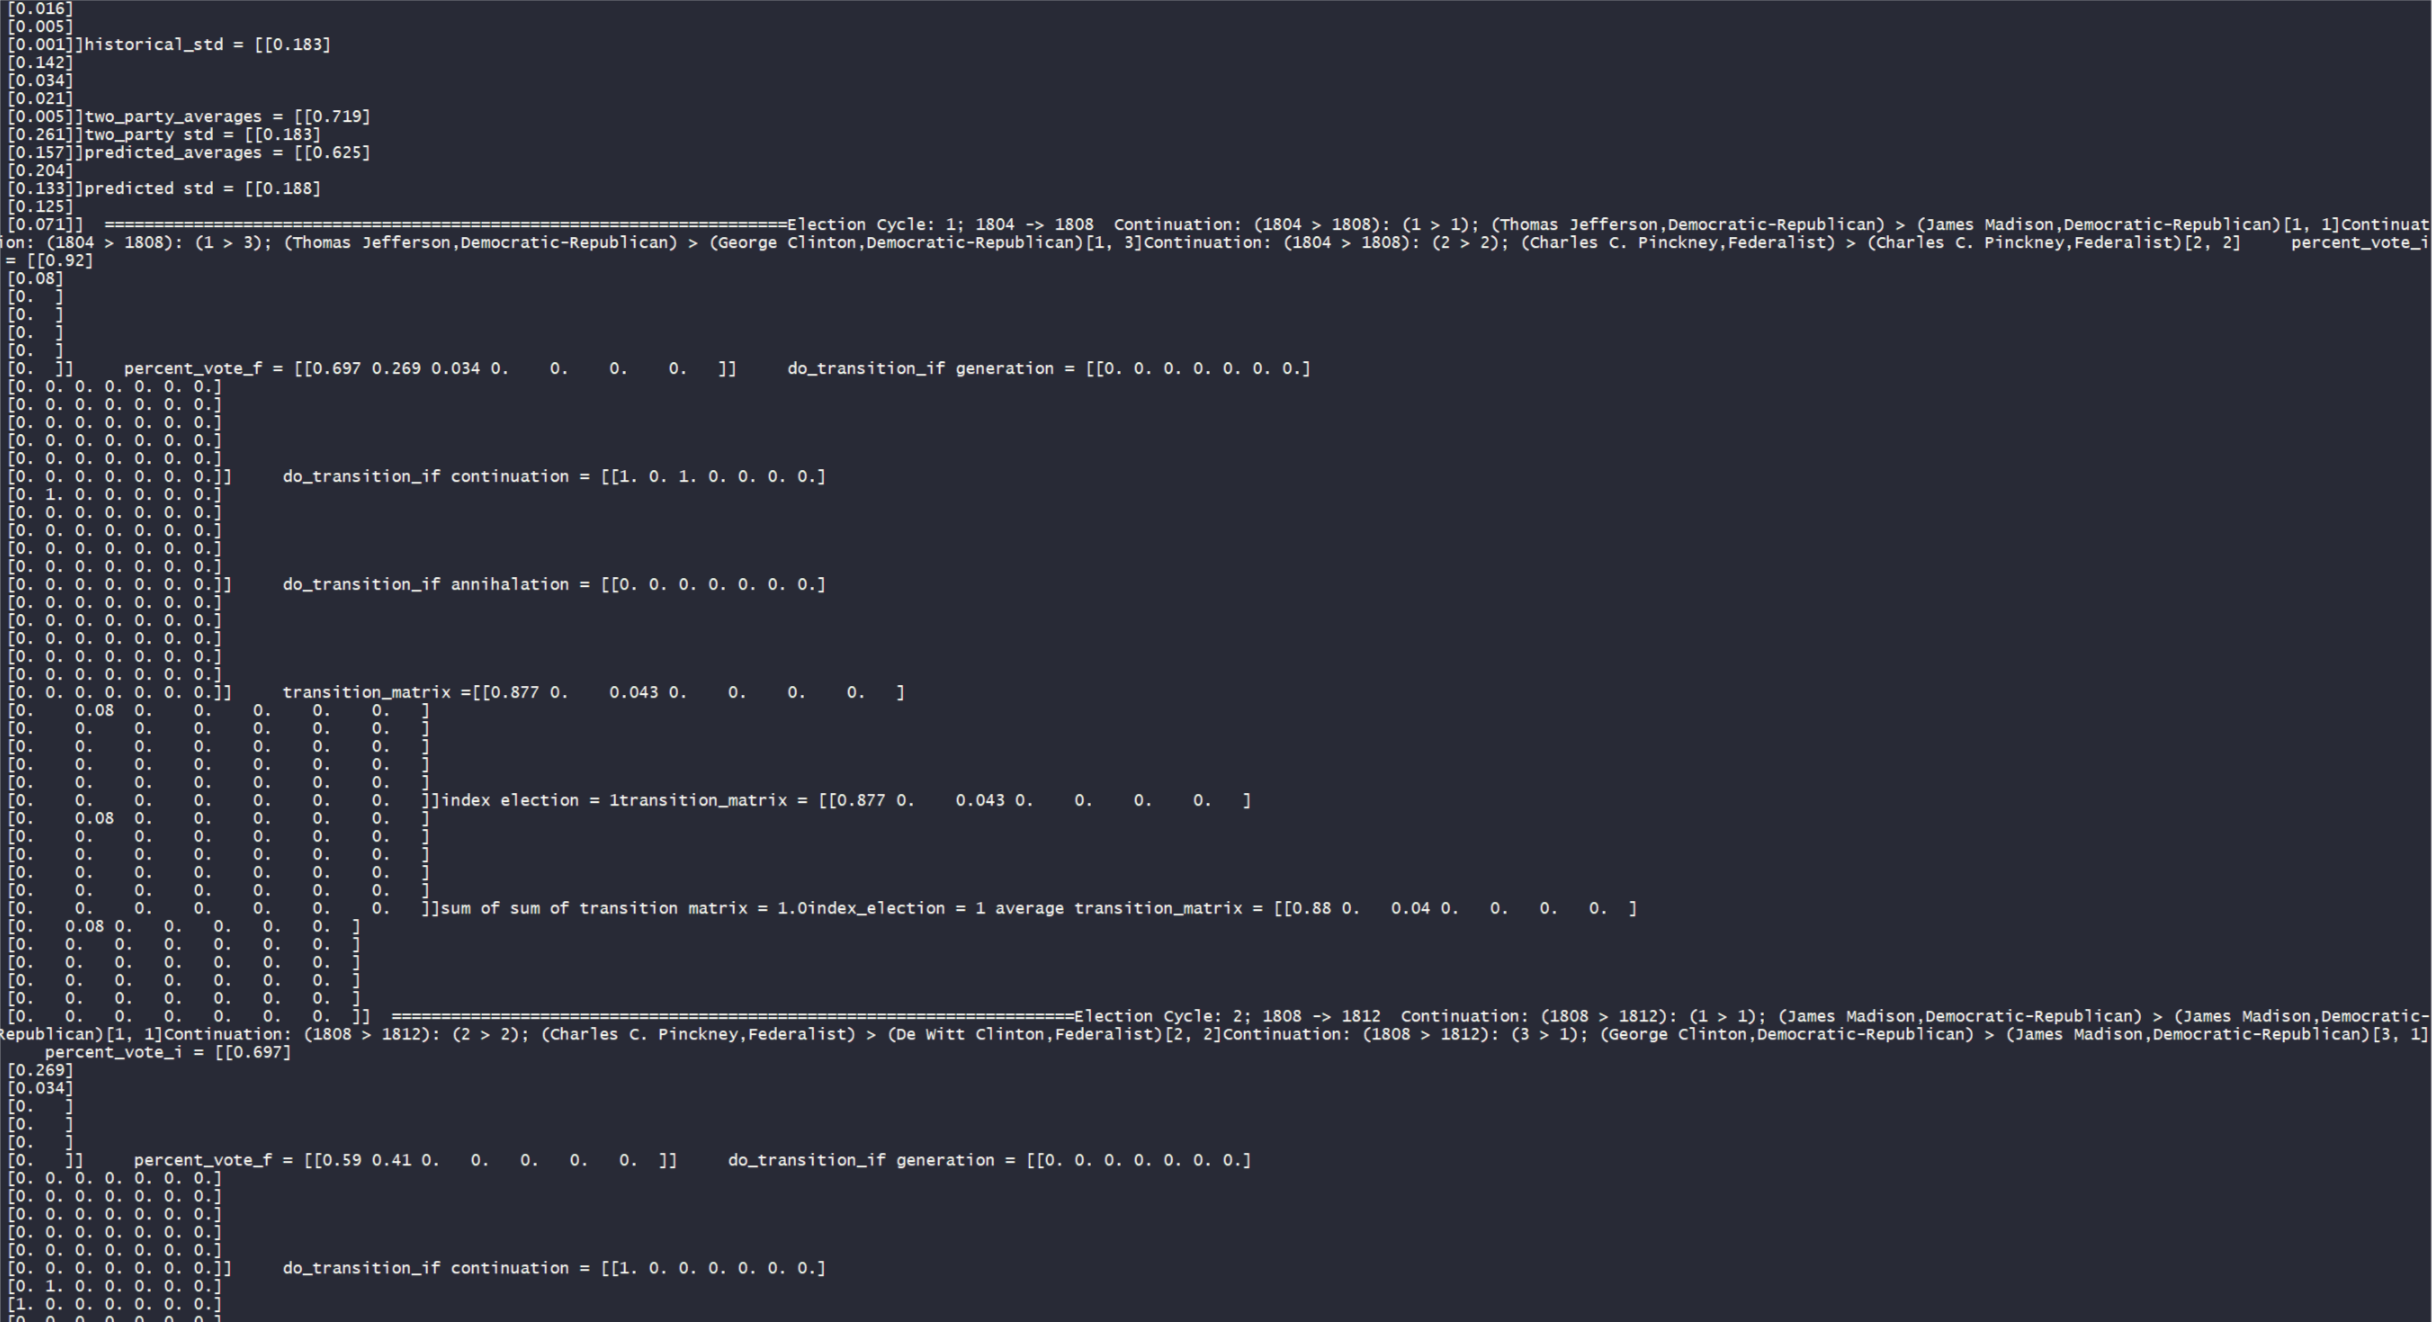 [0.016]
[0.005]
[0.001]]historical_std = [[0.183]
[0.142]
[0.034]
[0.021]
[0.005]]two_party_averages = [[0.719]
[0.261]]two_party std = [[0.183]
[0.157]]predicted_averages = [[0.625]
[0.204]
[0.133]]predicted std = [[0.188]
[0.125]
[0.071]]  =====================================================================Election Cycle: 1; 1804 -> 1808  Continuation: (1804 > 1808): (1 > 1); (Thomas Jefferson,Democratic-Republican) > (James Madison,Democratic-Republican)[1, 1]Continuat
ion: (1804 > 1808): (1 > 3); (Thomas Jefferson,Democratic-Republican) > (George Clinton,Democratic-Republican)[1, 3]Continuation: (1804 > 1808): (2 > 2); (Charles C. Pinckney,Federalist) > (Charles C. Pinckney,Federalist)[2, 2]     percent_vote_i
= [[0.92]
[0.08]
[0.  ]
[0.  ]
[0.  ]
[0.  ]
[0.  ]]     percent_vote_f = [[0.697 0.269 0.034 0.    0.    0.    0.   ]]     do_transition_if generation = [[0. 0. 0. 0. 0. 0. 0.]
[0. 0. 0. 0. 0. 0. 0.]
[0. 0. 0. 0. 0. 0. 0.]
[0. 0. 0. 0. 0. 0. 0.]
[0. 0. 0. 0. 0. 0. 0.]
[0. 0. 0. 0. 0. 0. 0.]
[0. 0. 0. 0. 0. 0. 0.]]     do_transition_if continuation = [[1. 0. 1. 0. 0. 0. 0.]
[0. 1. 0. 0. 0. 0. 0.]
[0. 0. 0. 0. 0. 0. 0.]
[0. 0. 0. 0. 0. 0. 0.]
[0. 0. 0. 0. 0. 0. 0.]
[0. 0. 0. 0. 0. 0. 0.]
[0. 0. 0. 0. 0. 0. 0.]]     do_transition_if annihalation = [[0. 0. 0. 0. 0. 0. 0.]
[0. 0. 0. 0. 0. 0. 0.]
[0. 0. 0. 0. 0. 0. 0.]
[0. 0. 0. 0. 0. 0. 0.]
[0. 0. 0. 0. 0. 0. 0.]
[0. 0. 0. 0. 0. 0. 0.]
[0. 0. 0. 0. 0. 0. 0.]]     transition_matrix =[[0.877 0.    0.043 0.    0.    0.    0.   ]
[0.    0.08  0.    0.    0.    0.    0.   ]
[0.    0.    0.    0.    0.    0.    0.   ]
[0.    0.    0.    0.    0.    0.    0.   ]
[0.    0.    0.    0.    0.    0.    0.   ]
[0.    0.    0.    0.    0.    0.    0.   ]
[0.    0.    0.    0.    0.    0.    0.   ]]index election = 1transition_matrix = [[0.877 0.    0.043 0.    0.    0.    0.   ]
[0.    0.08  0.    0.    0.    0.    0.   ]
[0.    0.    0.    0.    0.    0.    0.   ]
[0.    0.    0.    0.    0.    0.    0.   ]
[0.    0.    0.    0.    0.    0.    0.   ]
[0.    0.    0.    0.    0.    0.    0.   ]
[0.    0.    0.    0.    0.    0.    0.   ]]sum of sum of transition matrix = 1.0index_election = 1 average transition_matrix = [[0.88 0.   0.04 0.   0.   0.   0.  ]
[0.   0.08 0.   0.   0.   0.   0.  ]
[0.   0.   0.   0.   0.   0.   0.  ]
[0.   0.   0.   0.   0.   0.   0.  ]
[0.   0.   0.   0.   0.   0.   0.  ]
[0.   0.   0.   0.   0.   0.   0.  ]
[0.   0.   0.   0.   0.   0.   0.  ]]  =====================================================================Election Cycle: 2; 1808 -> 1812  Continuation: (1808 > 1812): (1 > 1); (James Madison,Democratic-Republican) > (James Madison,Democratic-
Republican)[1, 1]Continuation: (1808 > 1812): (2 > 2); (Charles C. Pinckney,Federalist) > (De Witt Clinton,Federalist)[2, 2]Continuation: (1808 > 1812): (3 > 1); (George Clinton,Democratic-Republican) > (James Madison,Democratic-Republican)[3, 1]
percent_vote_i = [[0.697]
[0.269]
[0.034]
[0.   ]
[0.   ]
[0.   ]
[0.   ]]     percent_vote_f = [[0.59 0.41 0.   0.   0.   0.   0.  ]]     do_transition_if generation = [[0. 0. 0. 0. 0. 0. 0.]
[0. 0. 0. 0. 0. 0. 0.]
[0. 0. 0. 0. 0. 0. 0.]
[0. 0. 0. 0. 0. 0. 0.]
[0. 0. 0. 0. 0. 0. 0.]
[0. 0. 0. 0. 0. 0. 0.]
[0. 0. 0. 0. 0. 0. 0.]]     do_transition_if continuation = [[1. 0. 0. 0. 0. 0. 0.]
[0. 1. 0. 0. 0. 0. 0.]
[1. 0. 0. 0. 0. 0. 0.]
[0. 0. 0. 0. 0. 0. 0.]